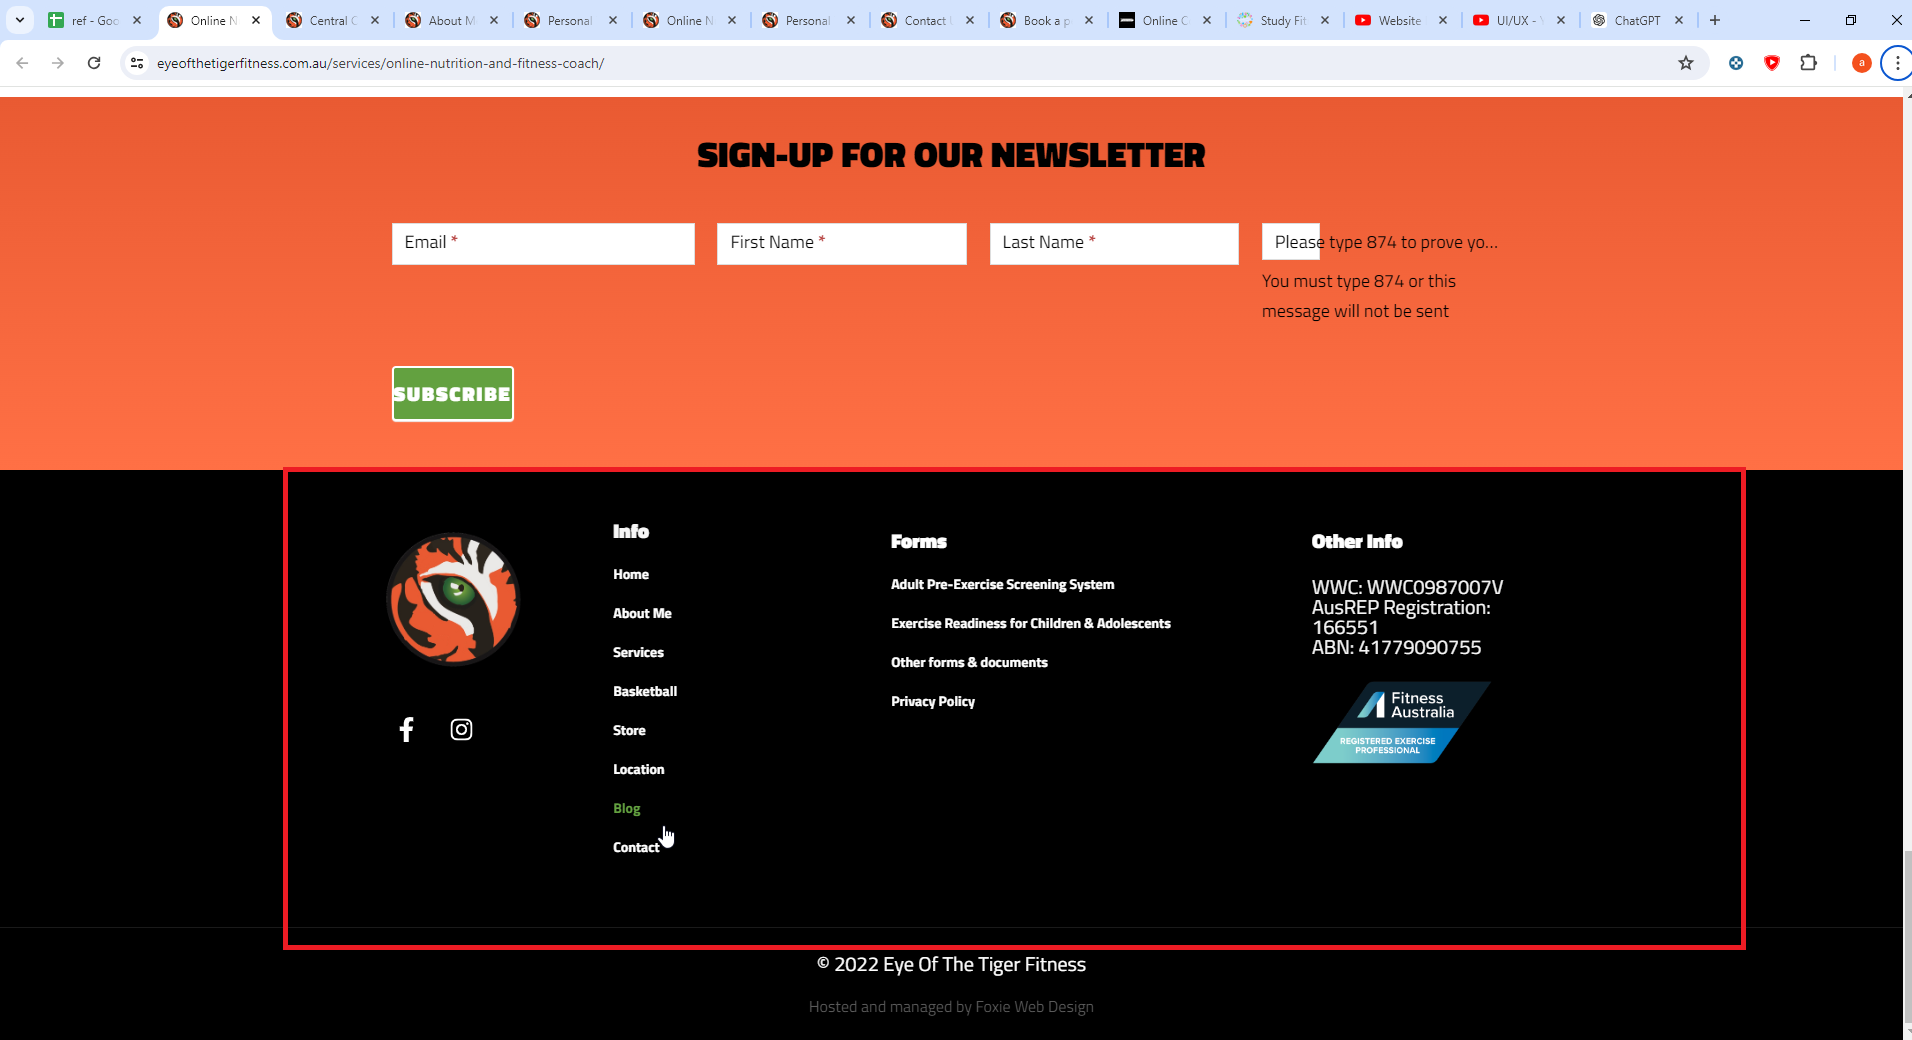 ref - Goo
Online N
Central C
About M
Personal
Online N
Personal
Contact
Book a p
Online C
Study Fit
Website
UI/UX -
ChatGPT
eyeofthetigerfitness.com.au/services/online-nutrition-and-fitness-coach/
a
SIGN-UP FOR OUR NEWSLETTER
Email *
First Name *
Last Name *
Please type 874 to prove yo...
You must type 874 or this
message will not be sent
SUBSCRIBE
Info
Home
About Me
Services
Basketball
Store
Location
Blog
Contact
Forms
Adult Pre-Exercise Screening System
Exercise Readiness for Children & Adolescents
Other forms & documents
Privacy Policy
Other Info
WWC: WWC0987007V
AusREP Registration:
166551
ABN: 41779090755
Fitness
Australia
REGISTERED EXERCISE
PROFESSIONAL
© 2022 Eye Of The Tiger Fitness
Hosted and managed by Foxie Web Design